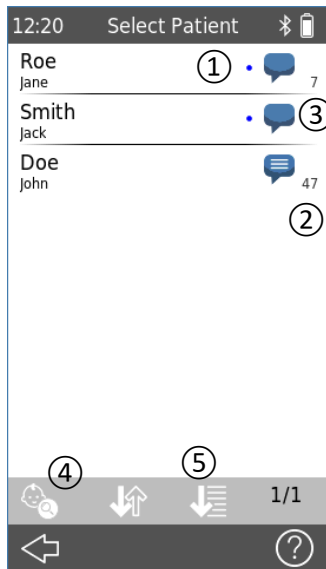 12:20 Select Patient
Roe ①
Jane 7
Smith ③
Jack
Doe
John 47
②
④ ⑤
1/1
?